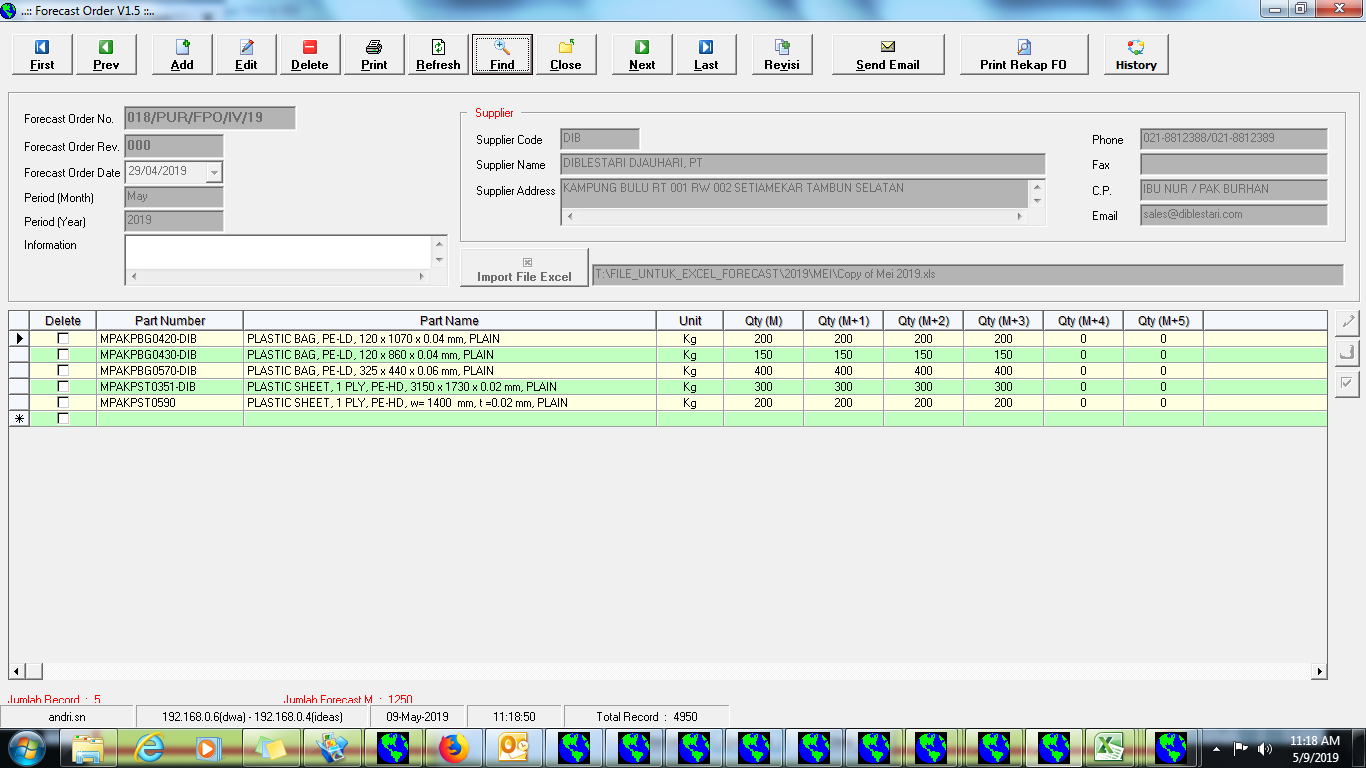 ..:: Forecast Order V1.5 ::..
First Prev Add Edit Delete Print Refresh Find Close Next Last Revisi Send Email Print Rekap FO History
Forecast Order No. 018/PUR/FPO/IV/19
Forecast Order Rev. 000
Forecast Order Date 29/04/2019
Period (Month) May
Period (Year) 2019
Information
Supplier
Supplier Code DIB
Supplier Name DIBLESTARI DJAUHARI, PT
Supplier Address KAMPUNG BULU RT 001 RW 002 SETIAMEKAR TAMBUN SELATAN
Phone 021-8812388/021-8812389
Fax
C.P. IBU NUR / PAK BURHAN
Email sales@diblestari.com
Import File Excel T:\FILE_UNTUK_EXCEL_FORECAST\2019\MEI\Copy of Mei 2019.xls
Delete Part Number Part Name Unit Qty (M) Qty (M+1) Qty (M+2) Qty (M+3) Qty (M+4) Qty (M+5)
MPAKPBG0420-DIB PLASTIC BAG, PE-LD, 120 x 1070 x 0.04 mm, PLAIN Kg 200 200 200 200 0 0
MPAKPBG0430-DIB PLASTIC BAG, PE-LD, 120 x 860 x 0.04 mm, PLAIN Kg 150 150 150 150 0 0
MPAKPBG0570-DIB PLASTIC BAG, PE-LD, 325 x 440 x 0.06 mm, PLAIN Kg 400 400 400 400 0 0
MPAKPST0351-DIB PLASTIC SHEET, 1 PLY, PE-HD, 3150 x 1730 x 0.02 mm, PLAIN Kg 300 300 300 300 0 0
MPAKPST0590 PLASTIC SHEET, 1 PLY, PE-HD, w= 1400 mm, t =0.02 mm, PLAIN Kg 200 200 200 200 0 0
Jumlah Record : 5 Jumlah Forecast M : 1250
andri.sn 192.168.0.6(dwa) - 192.168.0.4(ideas) 09-May-2019 11:18:50 Total Record : 4950
11:18 AM
5/9/2019